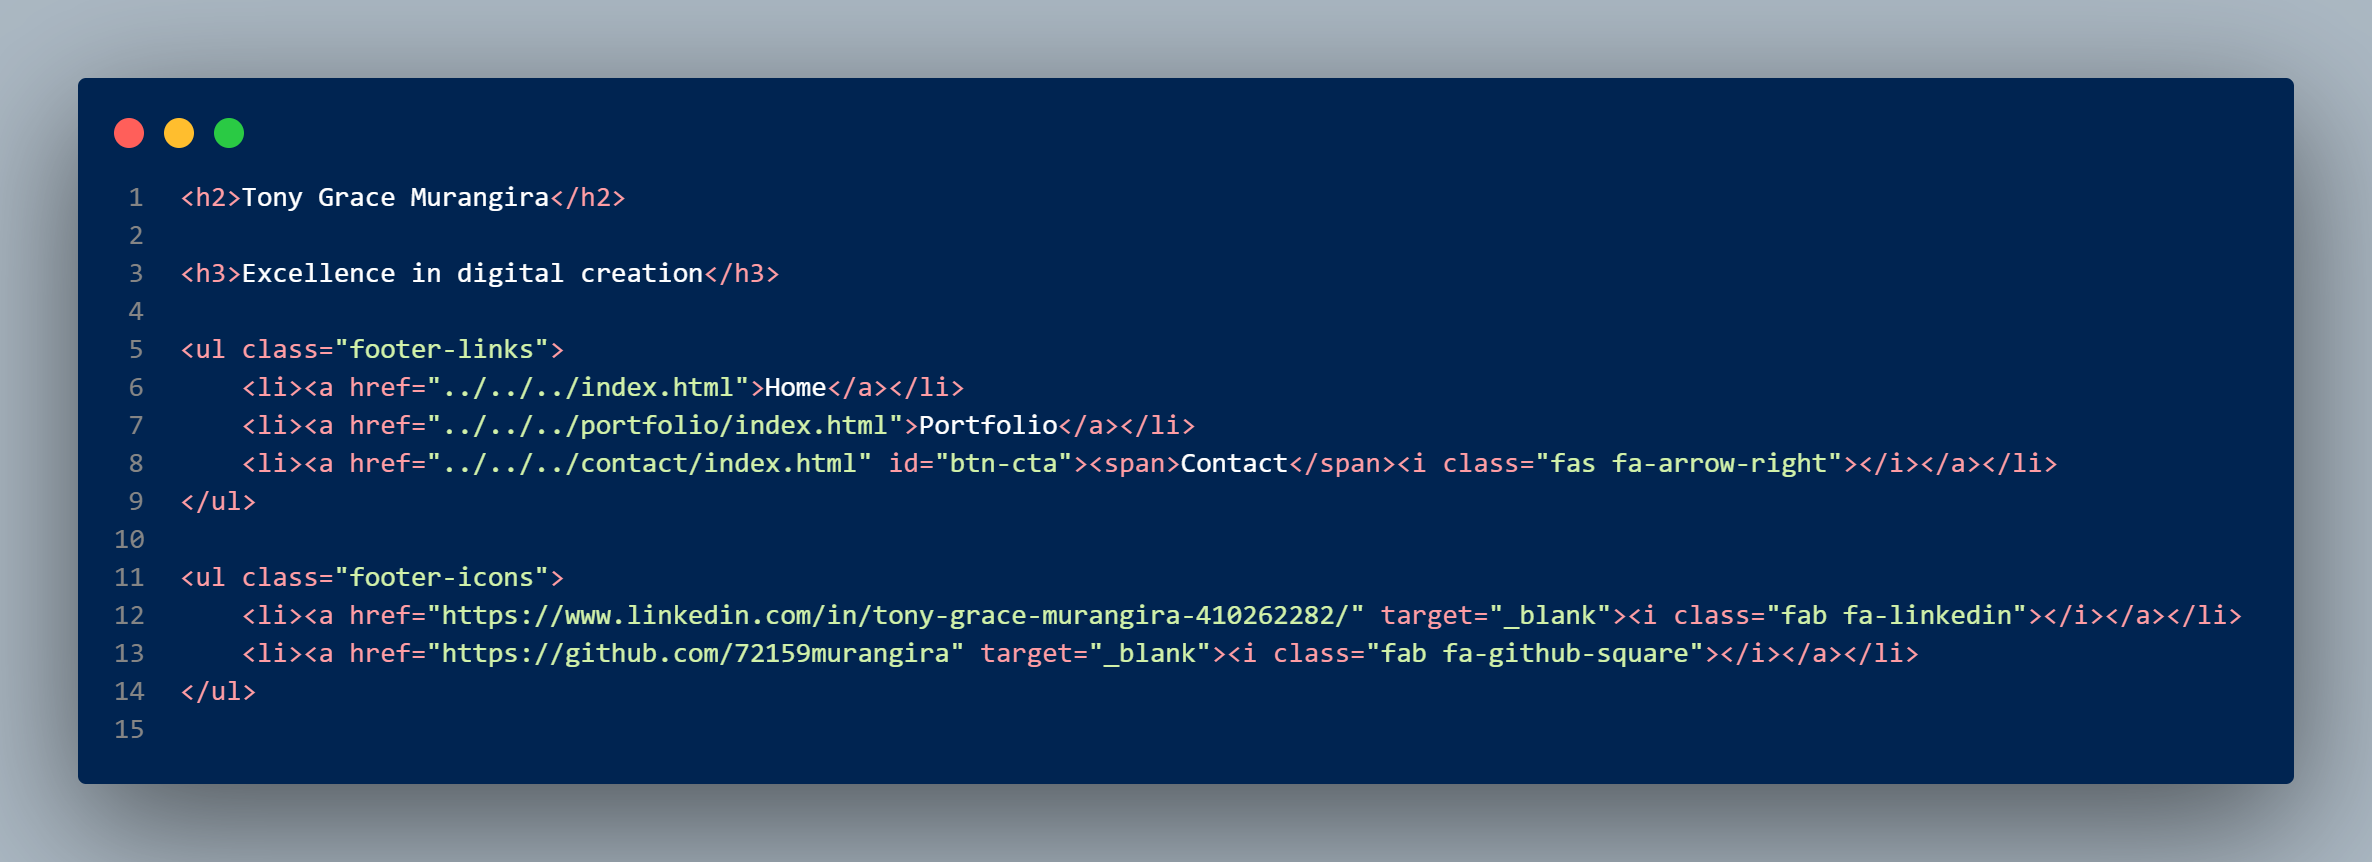 1 <h2>Tony Grace Murangira</h2>
2
3 <h3>Excellence in digital creation</h3>
4
5 <ul class="footer-links">
6     <li><a href="../../../index.html">Home</a></li>
7     <li><a href="../../../portfolio/index.html">Portfolio</a></li>
8     <li><a href="../../../contact/index.html" id="btn-cta"><span>Contact</span><i class="fas fa-arrow-right"></i></a></li>
9 </ul>
10
11 <ul class="footer-icons">
12     <li><a href="https://www.linkedin.com/in/tony-grace-murangira-410262282/" target="_blank"><i class="fab fa-linkedin"></i></a></li>
13     <li><a href="https://github.com/72159murangira" target="_blank"><i class="fab fa-github-square"></i></a></li>
14 </ul>
15